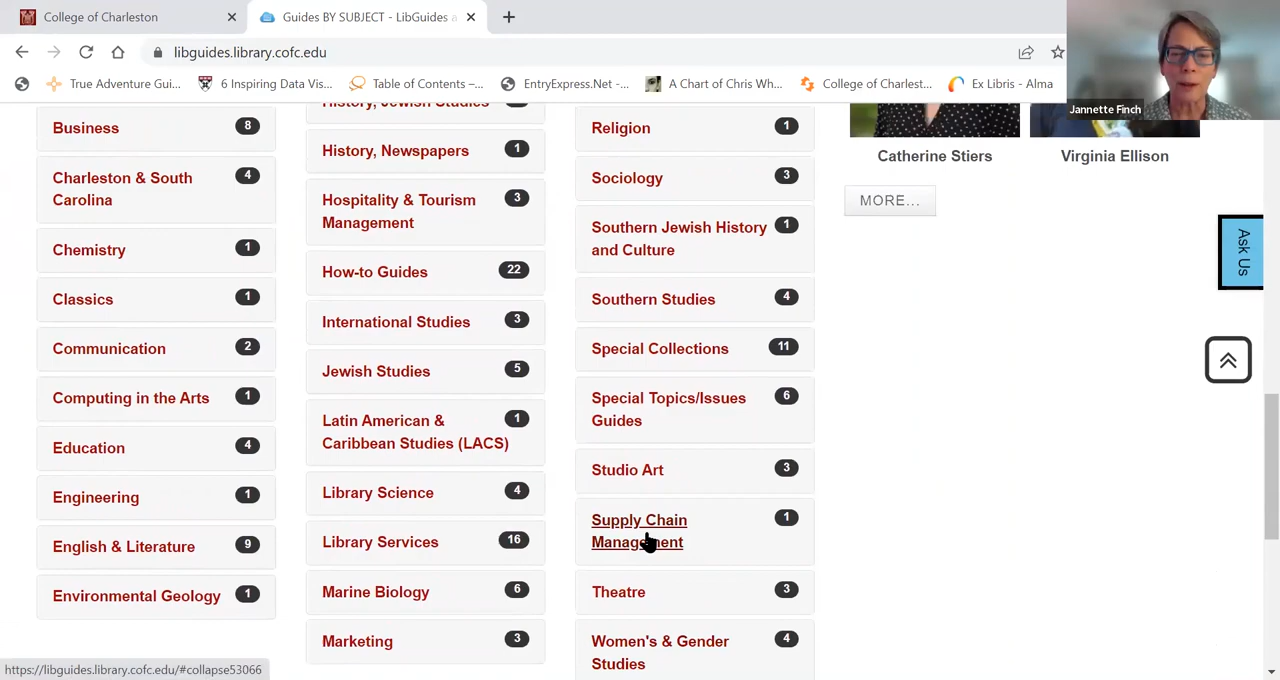 College of Charleston
Guides BY SUBJECT - LibGuides a
libguides.library.cofc.edu
True Adventure Gui...
6 Inspiring Data Vis...
Table of Contents –...
EntryExpress.Net -...
A Chart of Chris Wh...
College of Charlest...
Ex Libris - Alma
Jannette Finch
Business 8
Charleston & South 4
Carolina
Chemistry 1
Classics 1
Communication 2
Computing in the Arts 1
Education 4
Engineering 1
English & Literature 9
Environmental Geology 1
History, Jewish Studies
History, Newspapers 1
Hospitality & Tourism 3
Management
How-to Guides 22
International Studies 3
Jewish Studies 5
Latin American & 1
Caribbean Studies (LACS)
Library Science 4
Library Services 16
Marine Biology 6
Marketing 3
Religion 1
Sociology 3
Southern Jewish History 1
and Culture
Southern Studies 4
Special Collections 11
Special Topics/Issues 6
Guides
Studio Art 3
Supply Chain 1
Management
Theatre 3
Women's & Gender 4
Studies
Catherine Stiers
Virginia Ellison
MORE...
Ask Us
https://libguides.library.cofc.edu/#collapse53066